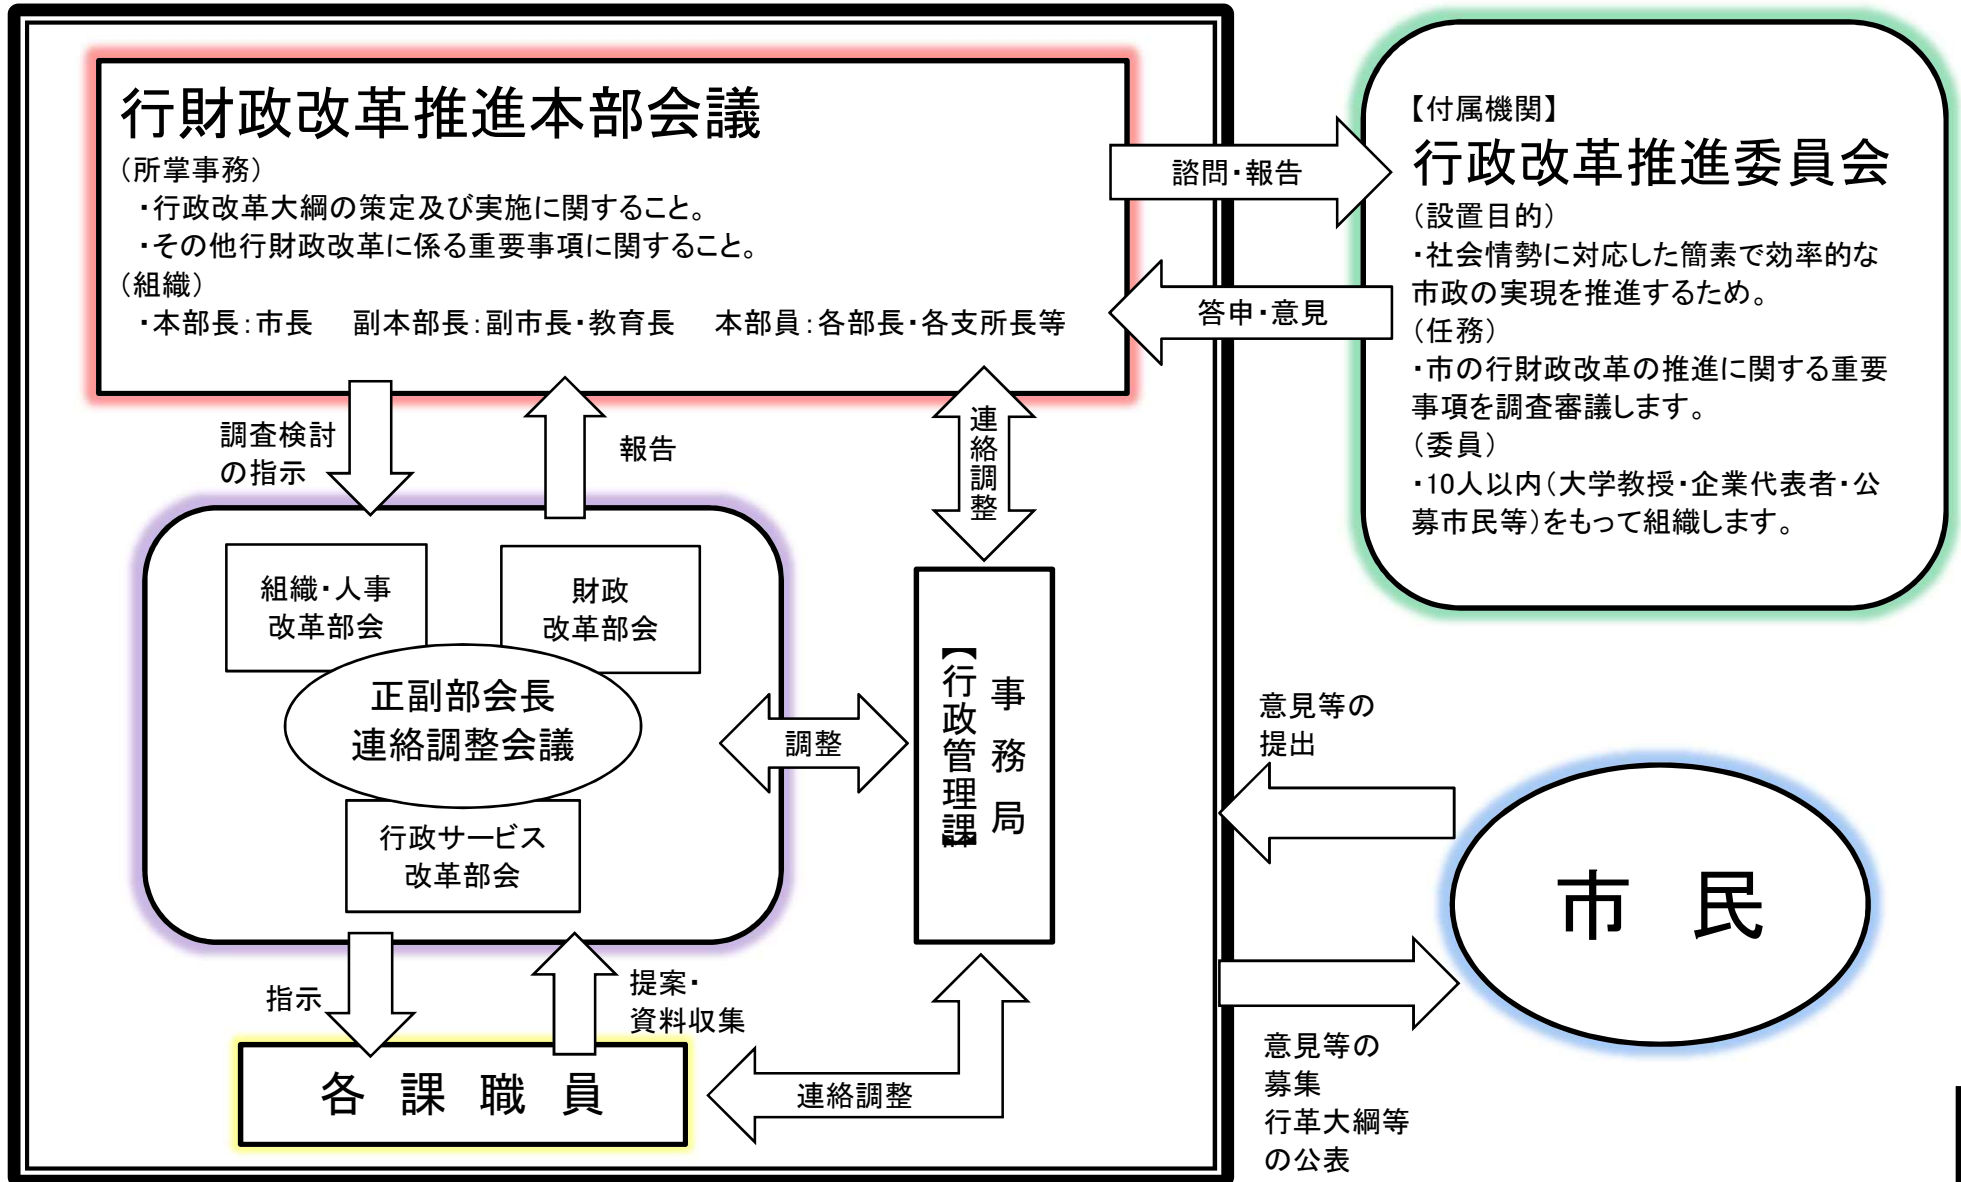 行財政改革推進本部会議
（所掌事務）
・行政改革大綱の策定及び実施に関すること。
・その他行財政改革に係る重要事項に関すること。
（組織）
・本部長：市長　副本部長：副市長・教育長　本部員：各部長・各支所長等
諮問・報告
答申・意見
【付属機関】
行政改革推進委員会
（設置目的）
・社会情勢に対応した簡素で効率的な
市政の実現を推進するため。
（任務）
・市の行財政改革の推進に関する重要
事項を調査審議します。
（委員）
・10人以内（大学教授・企業代表者・公
募市民等）をもって組織します。
調査検討
の指示
報告
連絡調整
組織・人事
改革部会
財政
改革部会
正副部会長
連絡調整会議
行政サービス
改革部会
調整
事務局
【行政管理課】
意見等の
提出
市　民
指示
提案・
資料収集
各　課　職　員
連絡調整
意見等の
募集
行革大綱等
の公表